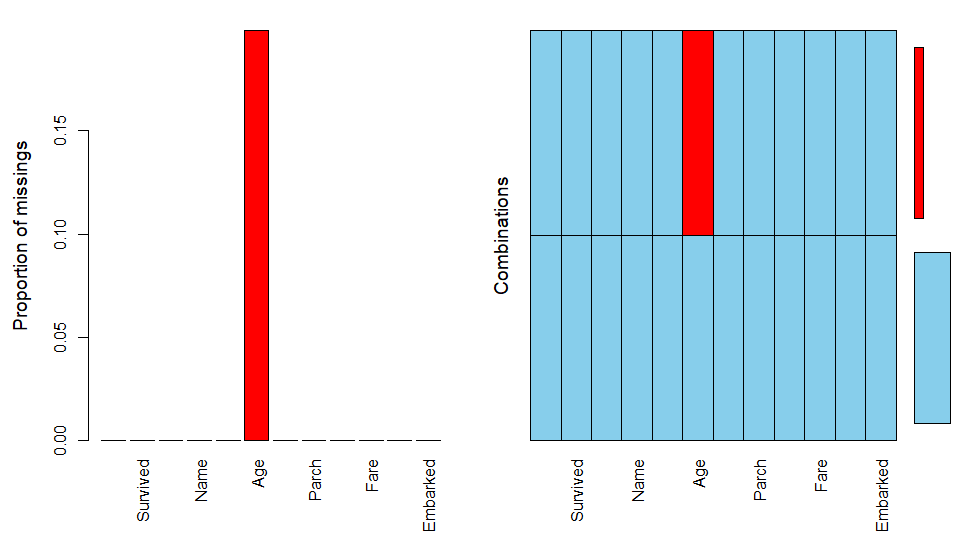 Proportion of missings
0.15
0.10
0.05
0.00
Survived
Name
Age
Parch
Fare
Embarked
Combinations
Survived
Name
Age
Parch
Fare
Embarked